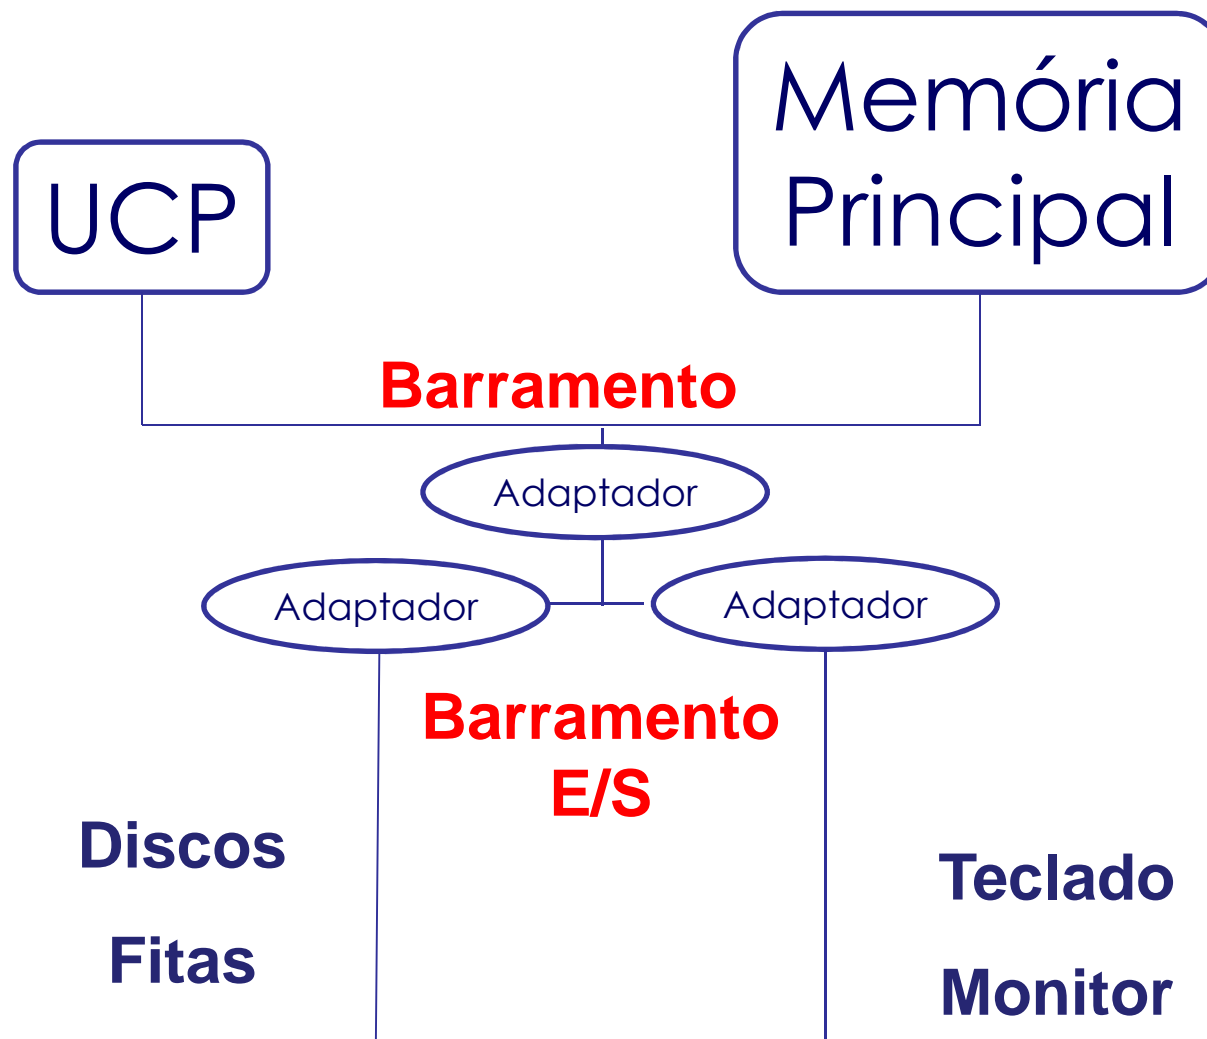 Memória
Principal
UCP
Barramento
Adaptador
Adaptador
Adaptador
Barramento
E/S
Discos
Fitas
Teclado
Monitor